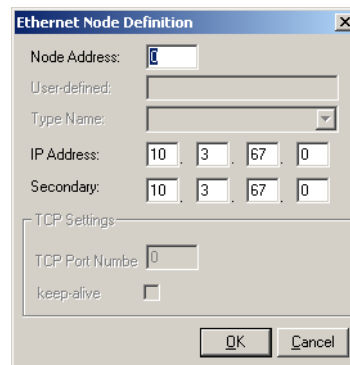 Ethernet Node Definition
Node Address: 0
User-defined:
Type Name:
IP Address: 10 . 3 . 67 . 0
Secondary: 10 . 3 . 67 . 0
TCP Settings
TCP Port Numbe 0
keep-alive
OK Cancel